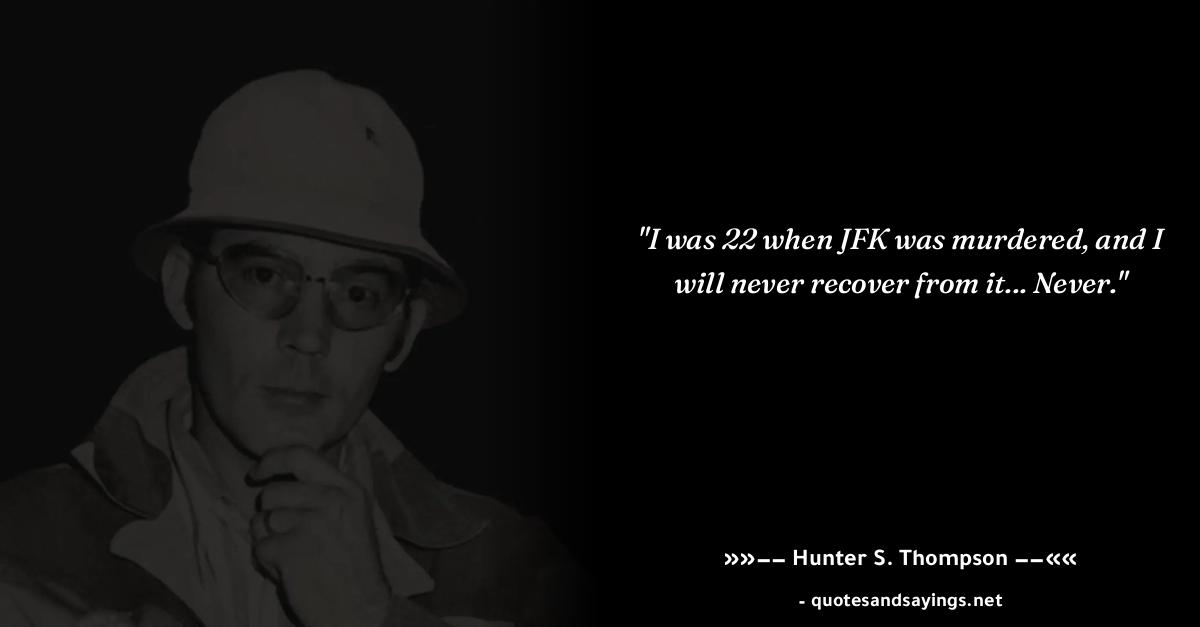 "I was 22 when JFK was murdered, and I
will never recover from it... Never."
»»–– Hunter S. Thompson ––««
- quotesandsayings.net